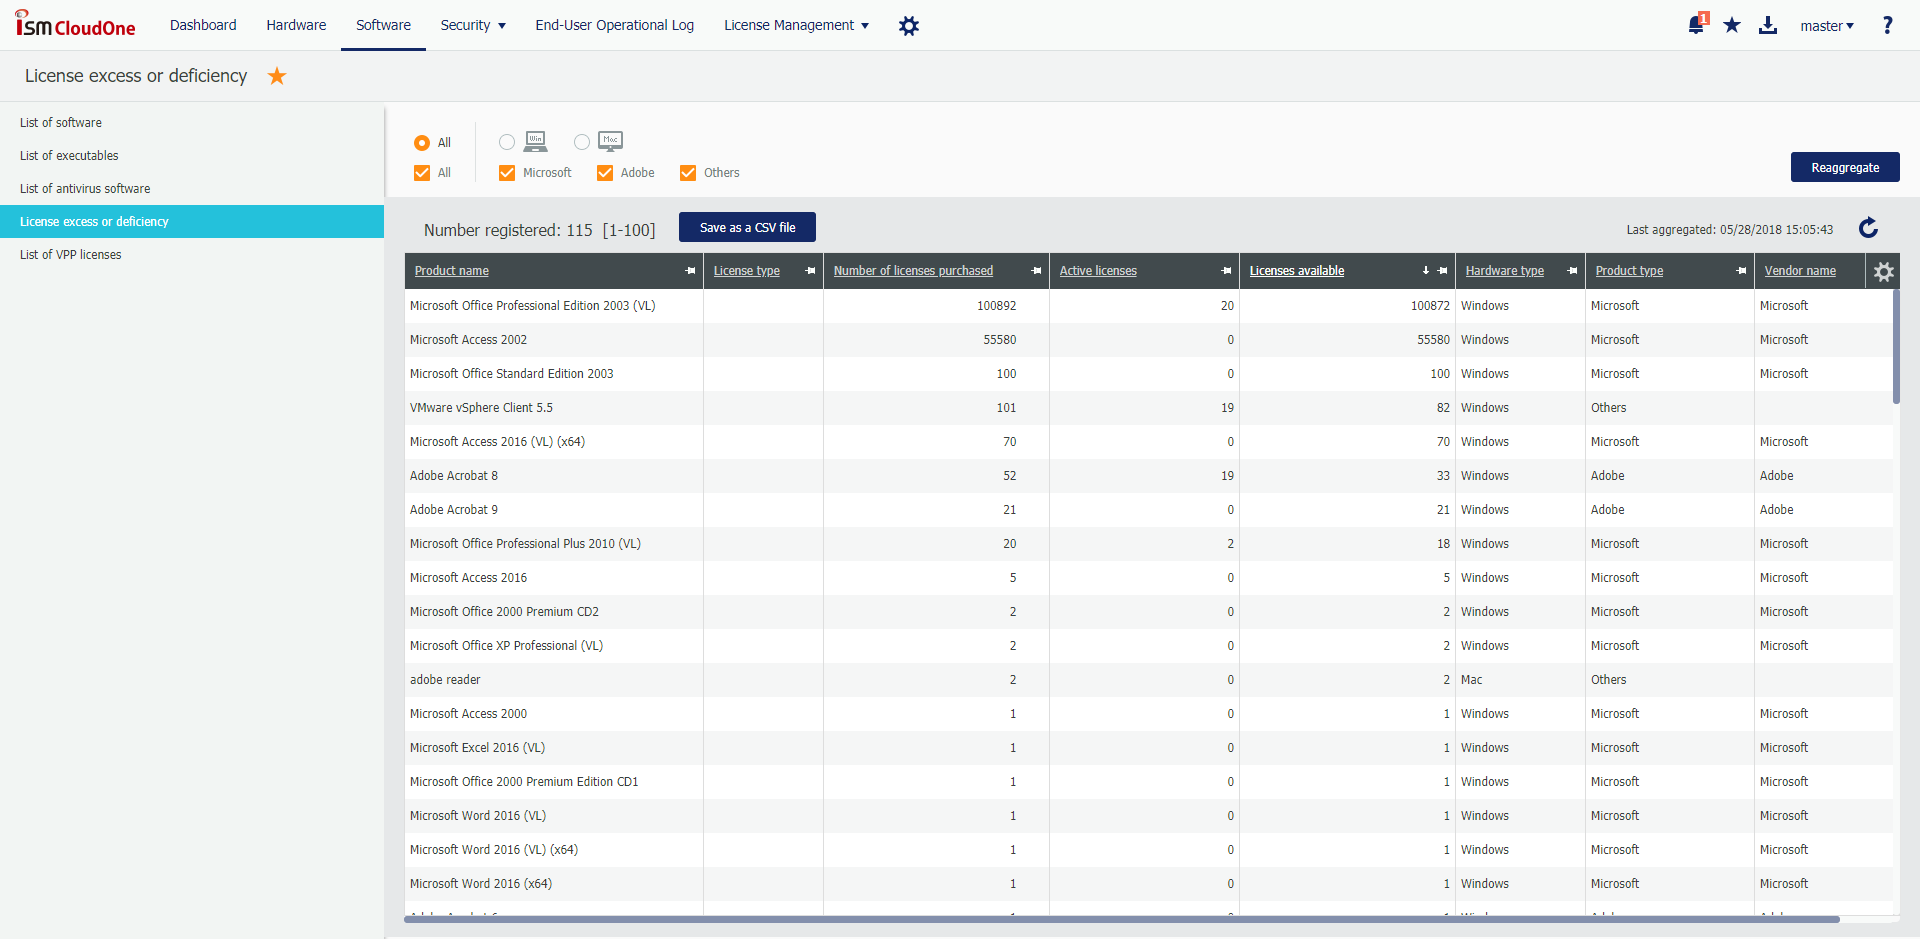 ism CloudOne Dashboard Hardware Software Security End-User Operational Log License Management 1 master ?
License excess or deficiency
List of software
List of executables
List of antivirus software
License excess or deficiency
List of VPP licenses
All Win Mac
All Microsoft Adobe Others
Reaggregate
Number registered: 115 [1-100] Save as a CSV file Last aggregated: 05/28/2018 15:05:43
Product name License type Number of licenses purchased Active licenses Licenses available Hardware type Product type Vendor name
Microsoft Office Professional Edition 2003 (VL) 100892 20 100872 Windows Microsoft Microsoft
Microsoft Access 2002 55580 0 55580 Windows Microsoft Microsoft
Microsoft Office Standard Edition 2003 100 0 100 Windows Microsoft Microsoft
VMware vSphere Client 5.5 101 19 82 Windows Others
Microsoft Access 2016 (VL) (x64) 70 0 70 Windows Microsoft Microsoft
Adobe Acrobat 8 52 19 33 Windows Adobe Adobe
Adobe Acrobat 9 21 0 21 Windows Adobe Adobe
Microsoft Office Professional Plus 2010 (VL) 20 2 18 Windows Microsoft Microsoft
Microsoft Access 2016 5 0 5 Windows Microsoft Microsoft
Microsoft Office 2000 Premium CD2 2 0 2 Windows Microsoft Microsoft
Microsoft Office XP Professional (VL) 2 0 2 Windows Microsoft Microsoft
adobe reader 2 0 2 Mac Others
Microsoft Access 2000 1 0 1 Windows Microsoft Microsoft
Microsoft Excel 2016 (VL) 1 0 1 Windows Microsoft Microsoft
Microsoft Office 2000 Premium Edition CD1 1 0 1 Windows Microsoft Microsoft
Microsoft Word 2016 (VL) 1 0 1 Windows Microsoft Microsoft
Microsoft Word 2016 (VL) (x64) 1 0 1 Windows Microsoft Microsoft
Microsoft Word 2016 (x64) 1 0 1 Windows Microsoft Microsoft